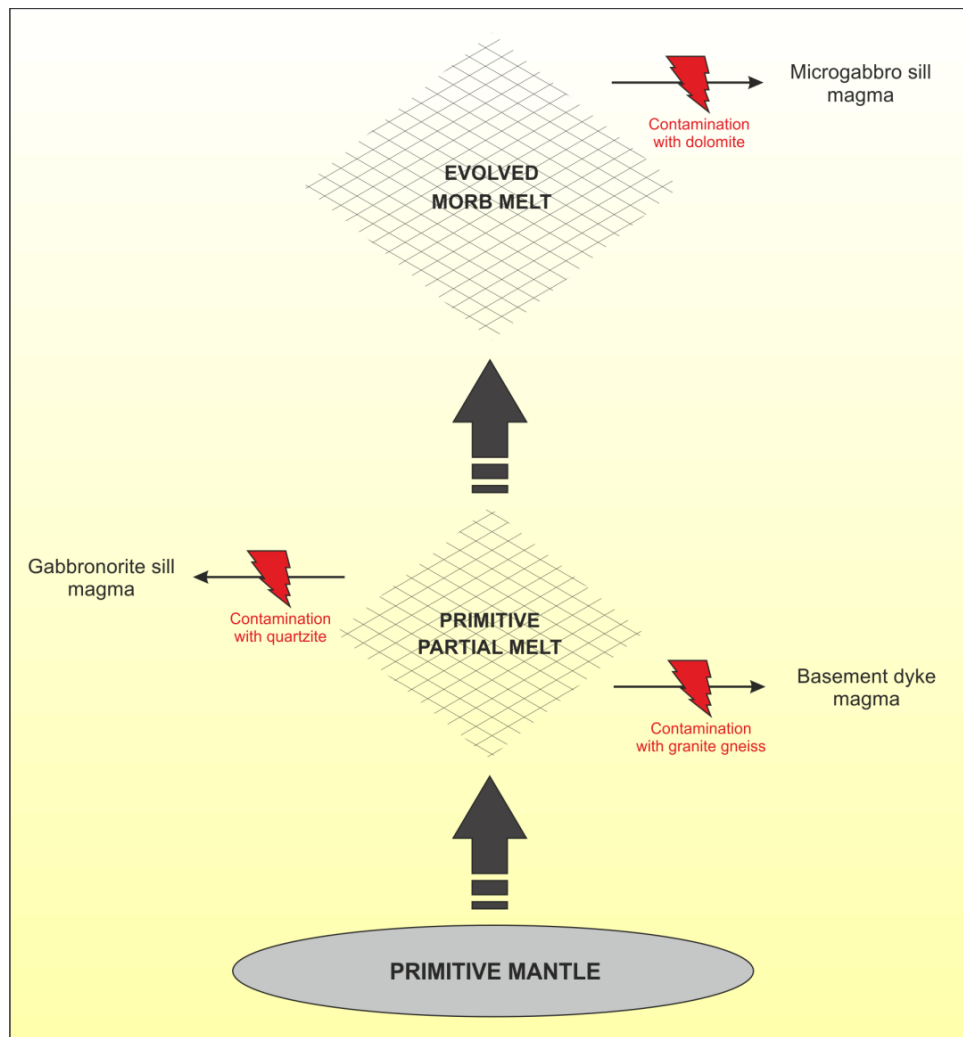 Microgabbro sill
magma
Contamination
with dolomite
EVOLVED
MORB MELT
Gabbronorite sill
magma
Contamination
with quartzite
PRIMITIVE
PARTIAL MELT
Basement dyke
magma
Contamination
with granite gneiss
PRIMITIVE MANTLE